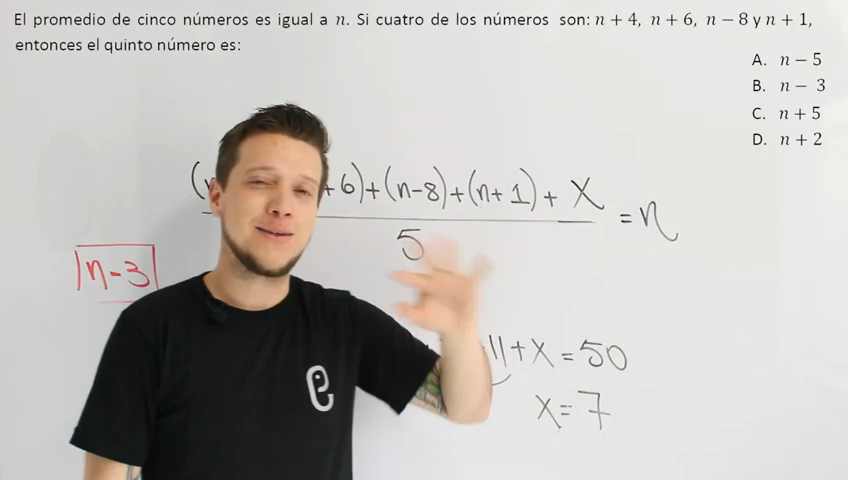 El promedio de cinco números es igual a n. Si cuatro de los números son: n + 4, n + 6, n − 8 y n + 1,
entonces el quinto número es:
A. n − 5
B. n − 3
C. n + 5
D. n + 2
+6)+(n-8)+(n+1)+ X
= n
5
n-3
11+x=50
x=7